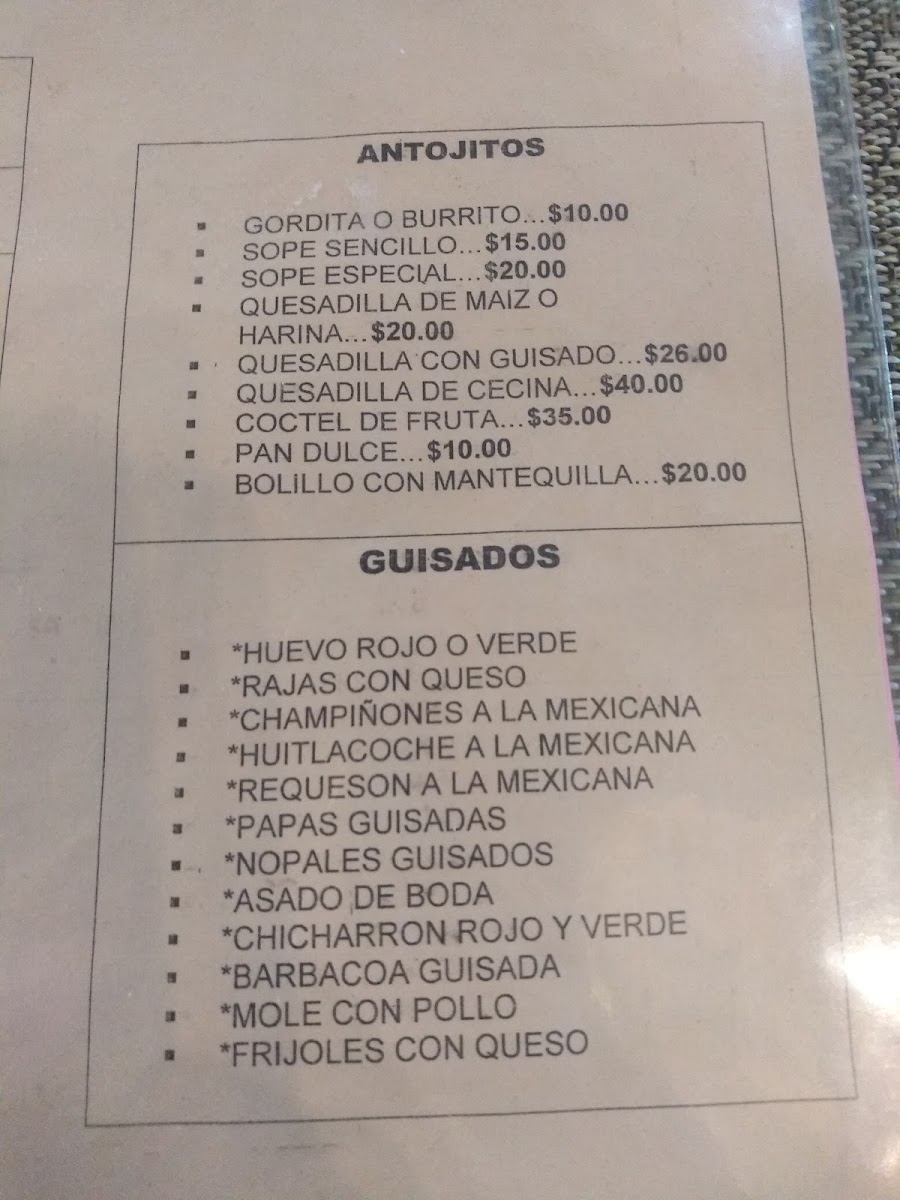 ANTOJITOS
▪ GORDITA O BURRITO...$10.00
▪ SOPE SENCILLO...$15.00
▪ SOPE ESPECIAL...$20.00
▪ QUESADILLA DE MAIZ O
HARINA...$20.00
▪ QUESADILLA CON GUISADO...$26.00
▪ QUESADILLA DE CECINA...$40.00
▪ COCTEL DE FRUTA...$35.00
▪ PAN DULCE...$10.00
▪ BOLILLO CON MANTEQUILLA...$20.00
GUISADOS
▪ *HUEVO ROJO O VERDE
▪ *RAJAS CON QUESO
▪ *CHAMPIÑONES A LA MEXICANA
▪ *HUITLACOCHE A LA MEXICANA
▪ *REQUESON A LA MEXICANA
▪ *PAPAS GUISADAS
▪ *NOPALES GUISADOS
▪ *ASADO DE BODA
▪ *CHICHARRON ROJO Y VERDE
▪ *BARBACOA GUISADA
▪ *MOLE CON POLLO
▪ *FRIJOLES CON QUESO